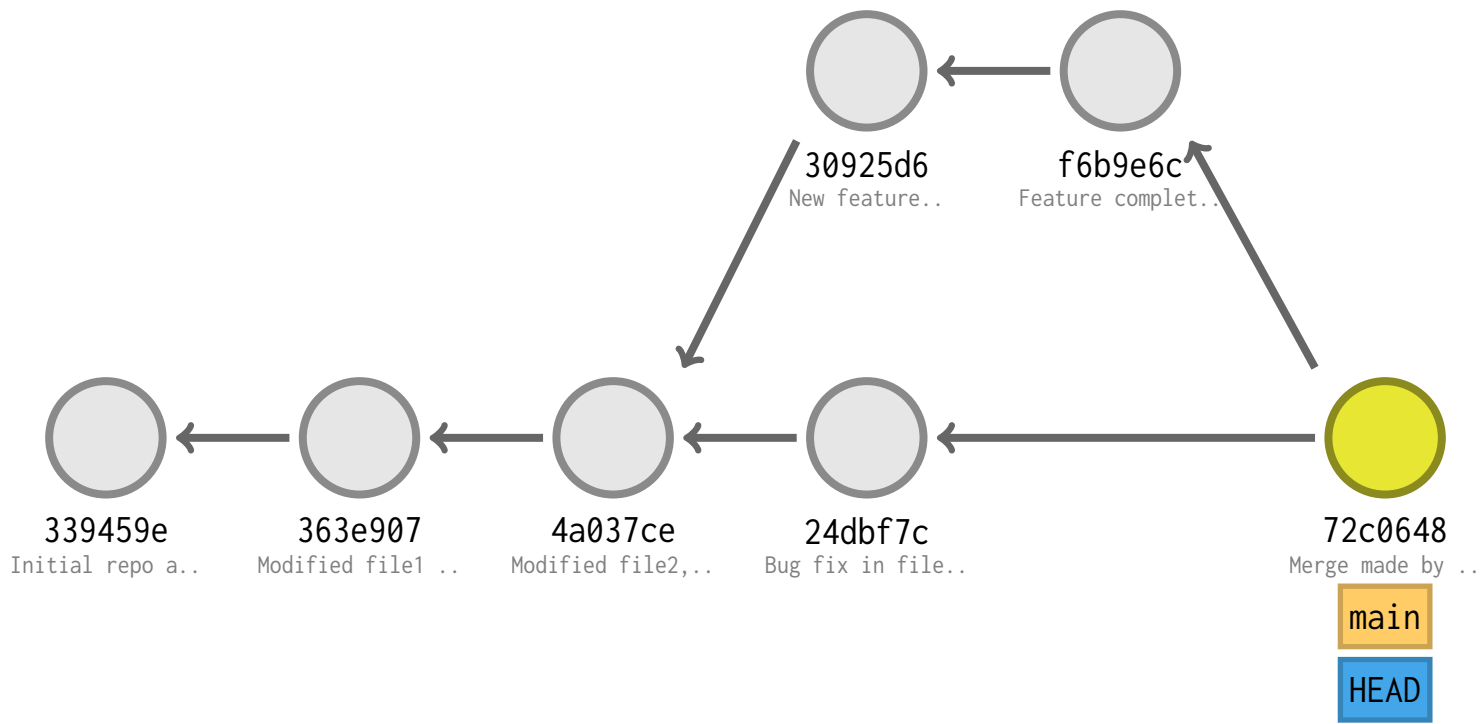 30925d6
New feature..
f6b9e6c
Feature complet..
339459e
Initial repo a..
363e907
Modified file1 ..
4a037ce
Modified file2,..
24dbf7c
Bug fix in file..
72c0648
Merge made by ..
main
HEAD